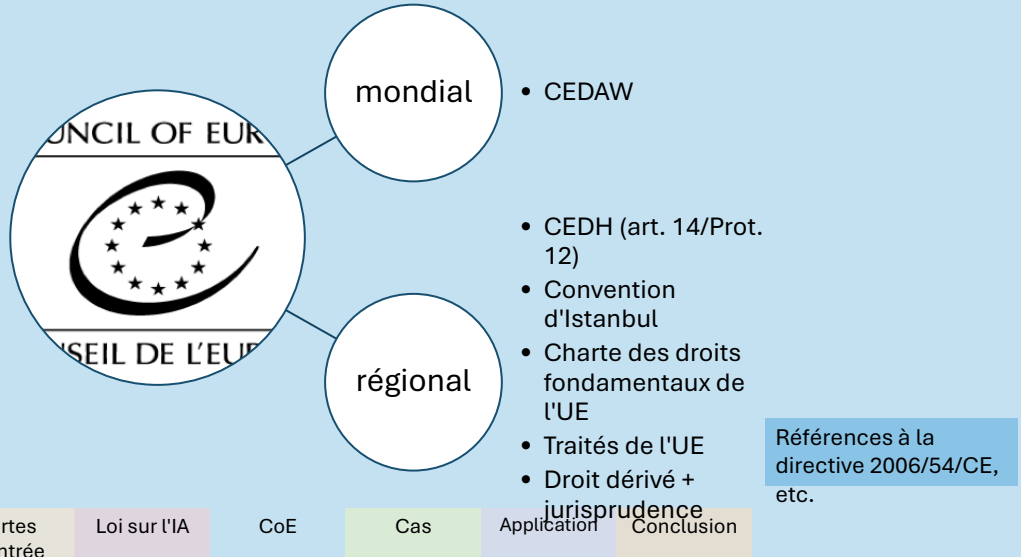 UNCIL OF EUR
NSEIL DE L'EUR
mondial
• CEDAW
régional
• CEDH (art. 14/Prot.
12)
• Convention
d'Istanbul
• Charte des droits
fondamentaux de
l'UE
• Traités de l'UE
• Droit dérivé +
jurisprudence
Références à la
directive 2006/54/CE,
etc.
rtes
ntrée
Loi sur l'IA
CoE
Cas
Application
Conclusion